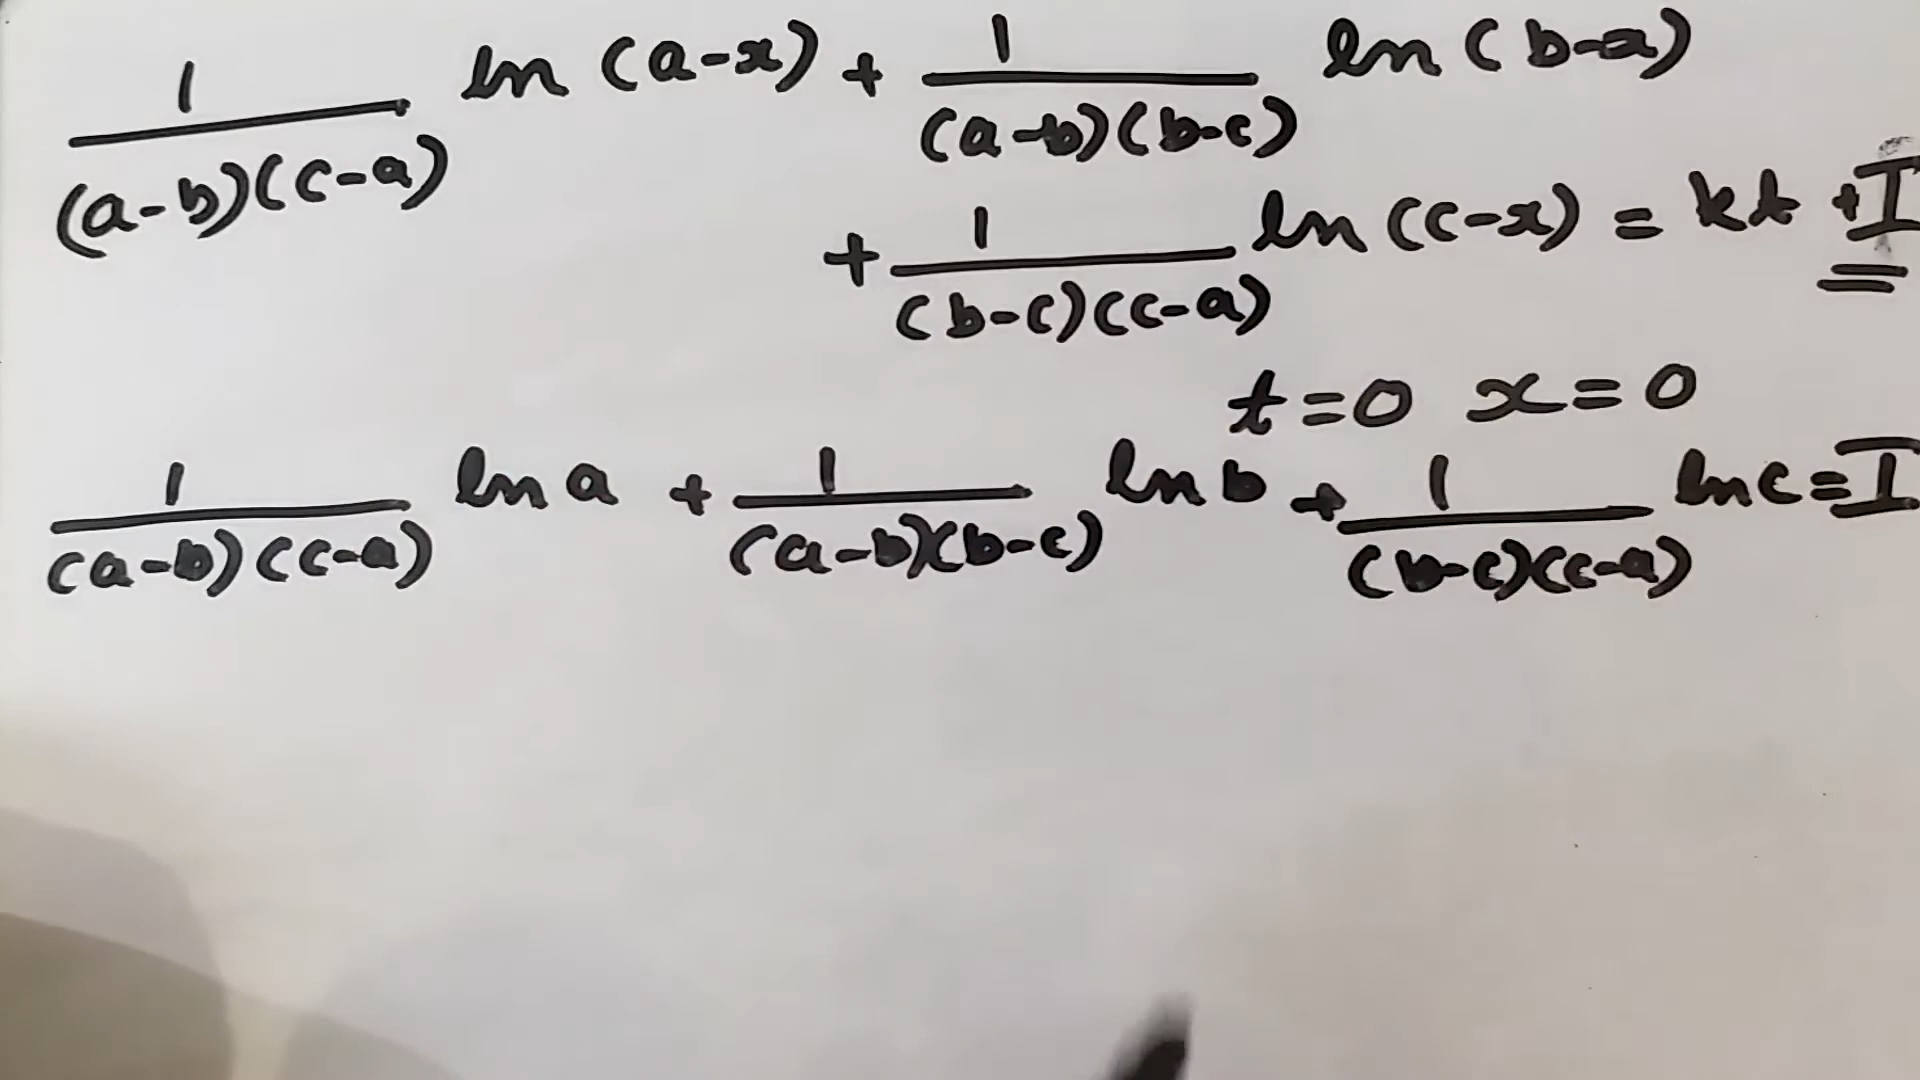 1/((a-b)(c-a)) ln (a-x) + 1/((a-b)(b-c)) ln (b-x)
+ 1/((b-c)(c-a)) ln (c-x) = kt + I
t=0 x=0
1/((a-b)(c-a)) ln a + 1/((a-b)(b-c)) ln b + 1/((b-c)(c-a)) ln c = I